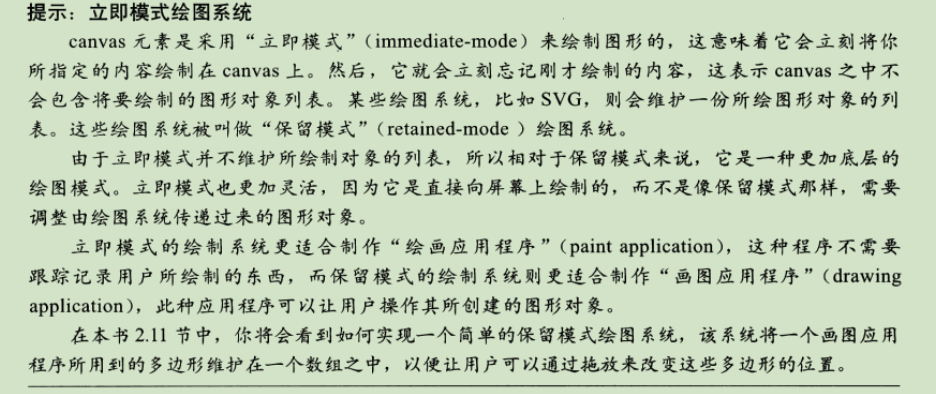 提示：立即模式绘图系统
canvas 元素是采用“立即模式”（immediate-mode）来绘制图形的，这意味着它会立刻将你
所指定的内容绘制在 canvas 上。然后，它就会立刻忘记刚才绘制的内容，这表示 canvas 之中不
会包含将要绘制的图形对象列表。某些绘图系统，比如 SVG，则会维护一份所绘图形对象的列
表。这些绘图系统被叫做“保留模式”（retained-mode ）绘图系统。
由于立即模式并不维护所绘制对象的列表，所以相对于保留模式来说，它是一种更加底层的
绘图模式。立即模式也更加灵活，因为它是直接向屏幕上绘制的，而不是像保留模式那样，需要
调整由绘图系统传递过来的图形对象。
立即模式的绘制系统更适合制作“绘画应用程序”（paint application），这种程序不需要
跟踪记录用户所绘制的东西，而保留模式的绘制系统则更适合制作“画图应用程序”（drawing
application），此种应用程序可以让用户操作其所创建的图形对象。
在本书 2.11 节中，你将会看到如何实现一个简单的保留模式绘图系统，该系统将一个画图应用
程序所用到的多边形维护在一个数组之中，以便让用户可以通过拖放来改变这些多边形的位置。